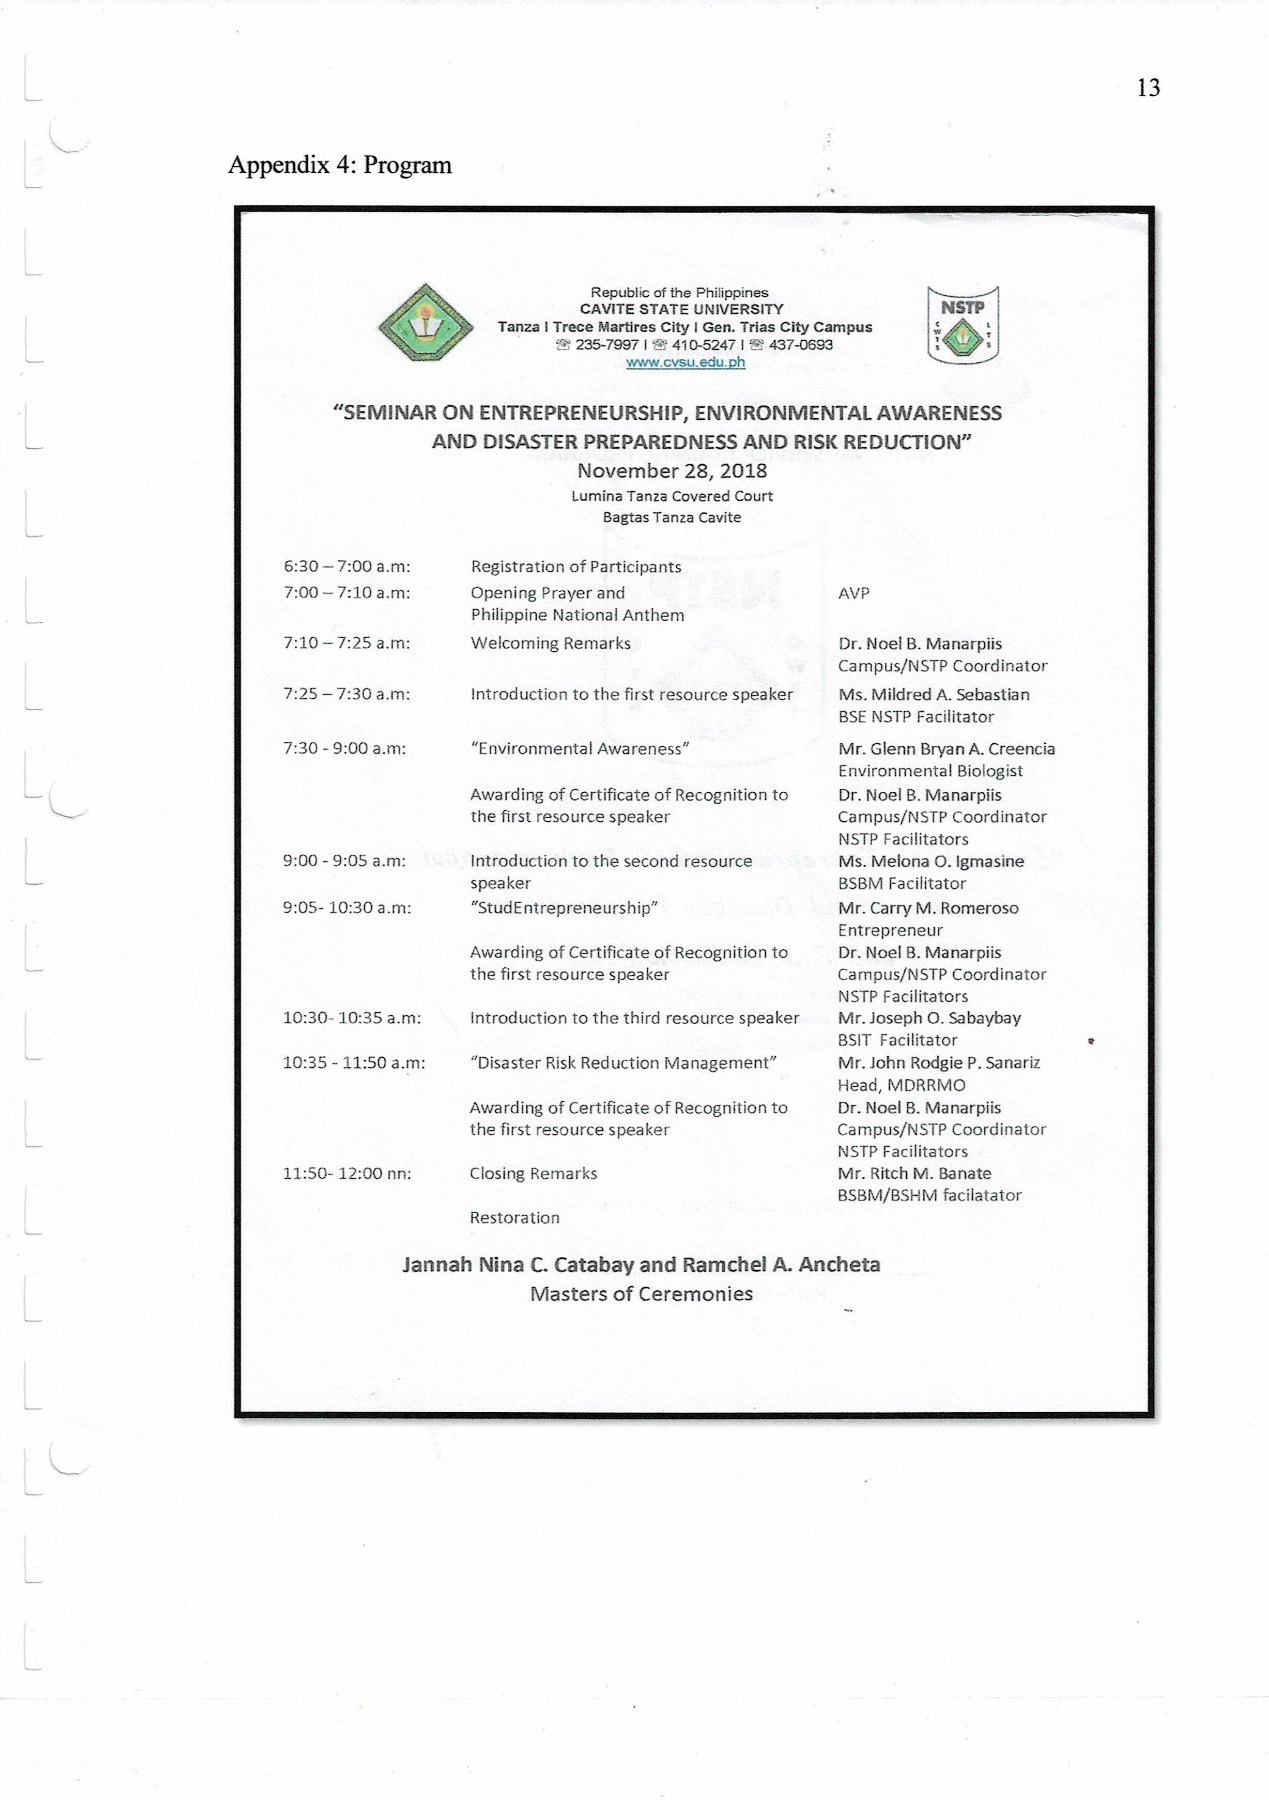 13
Appendix 4: Program
Republic of the Philippines
CAVITE STATE UNIVERSITY
Tanza I Trece Martires City I Gen. Trias City Campus
☏ 235-7997 I ☏ 410-5247 I ☏ 437-0693
www.cvsu.edu.ph
NSTP
CWTS
LTS
"SEMINAR ON ENTREPRENEURSHIP, ENVIRONMENTAL AWARENESS
AND DISASTER PREPAREDNESS AND RISK REDUCTION"
November 28, 2018
Lumina Tanza Covered Court
Bagtas Tanza Cavite
6:30 – 7:00 a.m: Registration of Participants
7:00 – 7:10 a.m: Opening Prayer and AVP
Philippine National Anthem
7:10 – 7:25 a.m: Welcoming Remarks Dr. Noel B. Manarpiis
Campus/NSTP Coordinator
7:25 – 7:30 a.m: Introduction to the first resource speaker Ms. Mildred A. Sebastian
BSE NSTP Facilitator
7:30 - 9:00 a.m: "Environmental Awareness" Mr. Glenn Bryan A. Creencia
Environmental Biologist
Awarding of Certificate of Recognition to Dr. Noel B. Manarpiis
the first resource speaker Campus/NSTP Coordinator
NSTP Facilitators
9:00 - 9:05 a.m: Introduction to the second resource Ms. Melona O. Igmasine
speaker BSBM Facilitator
9:05- 10:30 a.m: "StudEntrepreneurship" Mr. Carry M. Romeroso
Entrepreneur
Awarding of Certificate of Recognition to Dr. Noel B. Manarpiis
the first resource speaker Campus/NSTP Coordinator
NSTP Facilitators
10:30- 10:35 a.m: Introduction to the third resource speaker Mr. Joseph O. Sabaybay
BSIT Facilitator
10:35 - 11:50 a.m: "Disaster Risk Reduction Management" Mr. John Rodgie P. Sanariz
Head, MDRRMO
Awarding of Certificate of Recognition to Dr. Noel B. Manarpiis
the first resource speaker Campus/NSTP Coordinator
NSTP Facilitators
11:50- 12:00 nn: Closing Remarks Mr. Ritch M. Banate
BSBM/BSHM facilatator
Restoration
Jannah Nina C. Catabay and Ramchel A. Ancheta
Masters of Ceremonies